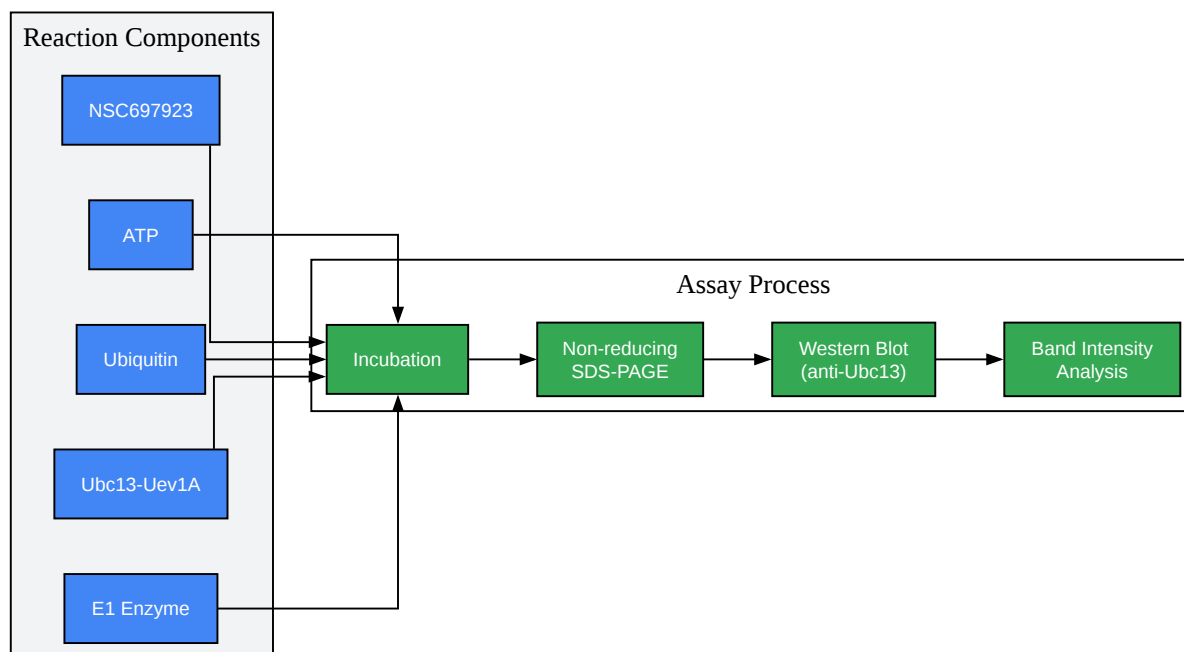 Reaction Components
NSC697923
ATP
Ubiquitin
Ubc13-Uev1A
E1 Enzyme
Assay Process
Incubation
Non-reducing
SDS-PAGE
Western Blot
(anti-Ubc13)
Band Intensity
Analysis